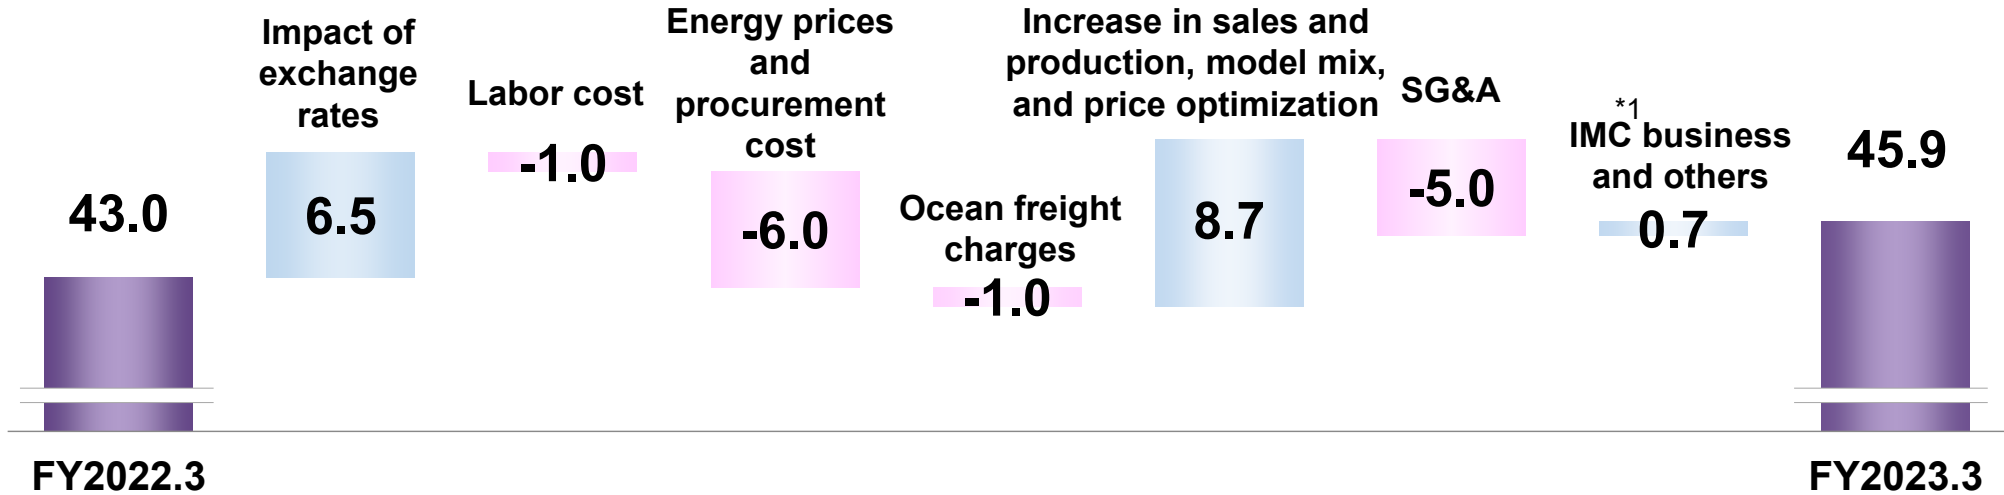 43.0
FY2022.3
Impact of
exchange
rates
6.5
Labor cost
-1.0
Energy prices
and
procurement
cost
-6.0
Ocean freight
charges
-1.0
Increase in sales and
production, model mix,
and price optimization
8.7
SG&A
-5.0
*1
IMC business
and others
0.7
45.9
FY2023.3